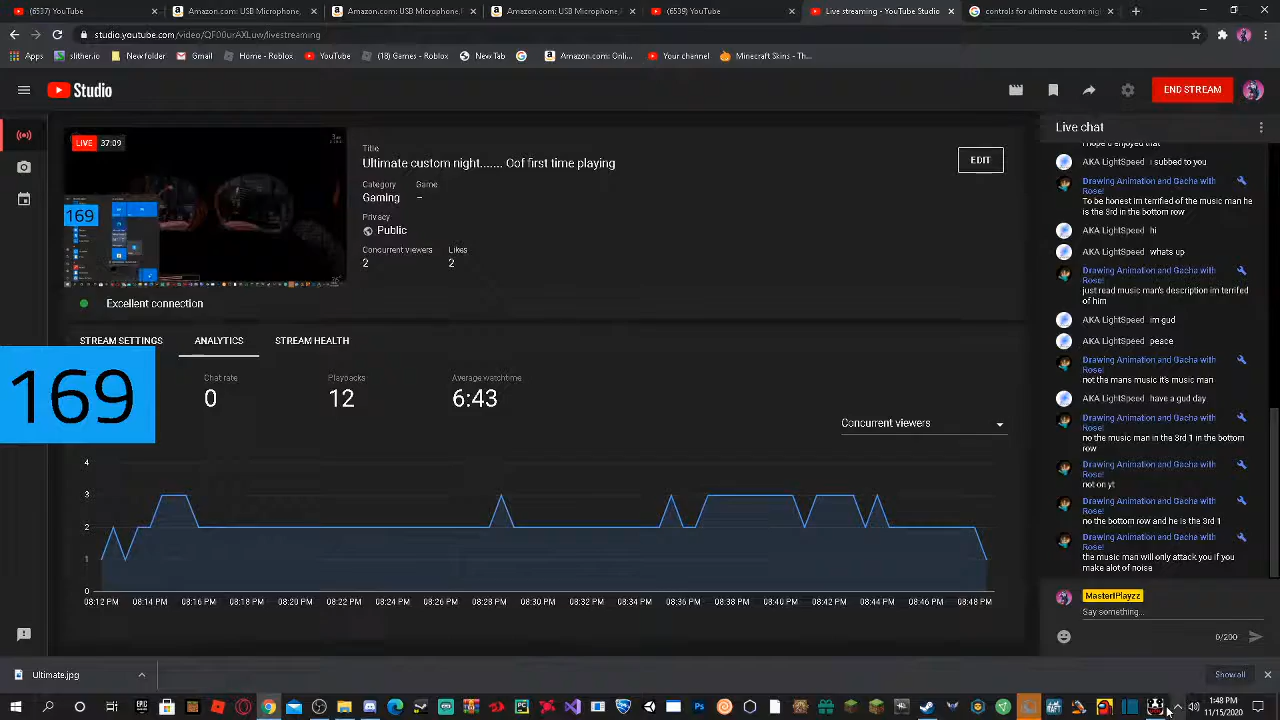 (6537) YouTube
Amazon.com: USB Microphone,
Amazon.com: USB Microphone,
Amazon.com: USB Microphone,
(6539) YouTube
Live streaming - YouTube Studio
controls for ultimate custom nigh
studio.youtube.com/video/QF00urAXLuw/livestreaming
Apps
slither.io
New folder
Gmail
Home - Roblox
YouTube
(18) Games - Roblox
New Tab
Amazon.com: Onli...
Your channel
Minecraft Skins - Th...
Studio
END STREAM
LIVE 37:09
169
Title
Ultimate custom night....... Oof first time playing
EDIT
Category Game
Gaming –
Privacy
Public
Concurrent viewers Likes
2 2
Excellent connection
STREAM SETTINGS ANALYTICS STREAM HEALTH
169
Chat rate Playbacks Average watchtime
0 12 6:43
Concurrent viewers
4
3
2
1
0
08:12 PM 08:14 PM 08:16 PM 08:18 PM 08:20 PM 08:22 PM 08:24 PM 08:26 PM 08:28 PM 08:30 PM 08:32 PM 08:34 PM 08:36 PM 08:38 PM 08:40 PM 08:42 PM 08:44 PM 08:46 PM 08:48 PM
Live chat
AKA LightSpeed i subbed to you
Drawing Animation and Gacha with
Rose!
To be honest im terrified of the music man he
is the 3rd in the bottom row
AKA LightSpeed hi
AKA LightSpeed whats up
Drawing Animation and Gacha with
Rose!
just read music man's description im terrifed
of him
AKA LightSpeed im gud
AKA LightSpeed peace
Drawing Animation and Gacha with
Rose!
not the mans music it's music man
AKA LightSpeed have a gud day
Drawing Animation and Gacha with
Rose!
no the music man in the 3rd 1 in the bottom
row
Drawing Animation and Gacha with
Rose!
not on yt
Drawing Animation and Gacha with
Rose!
no the bottom row and he is the 3rd 1
Drawing Animation and Gacha with
Rose!
the music man will only attack you if you
make alot of noise
Say something...
0/200
Ultimate.jpg
Show all
1:48 PM
11/15/2020